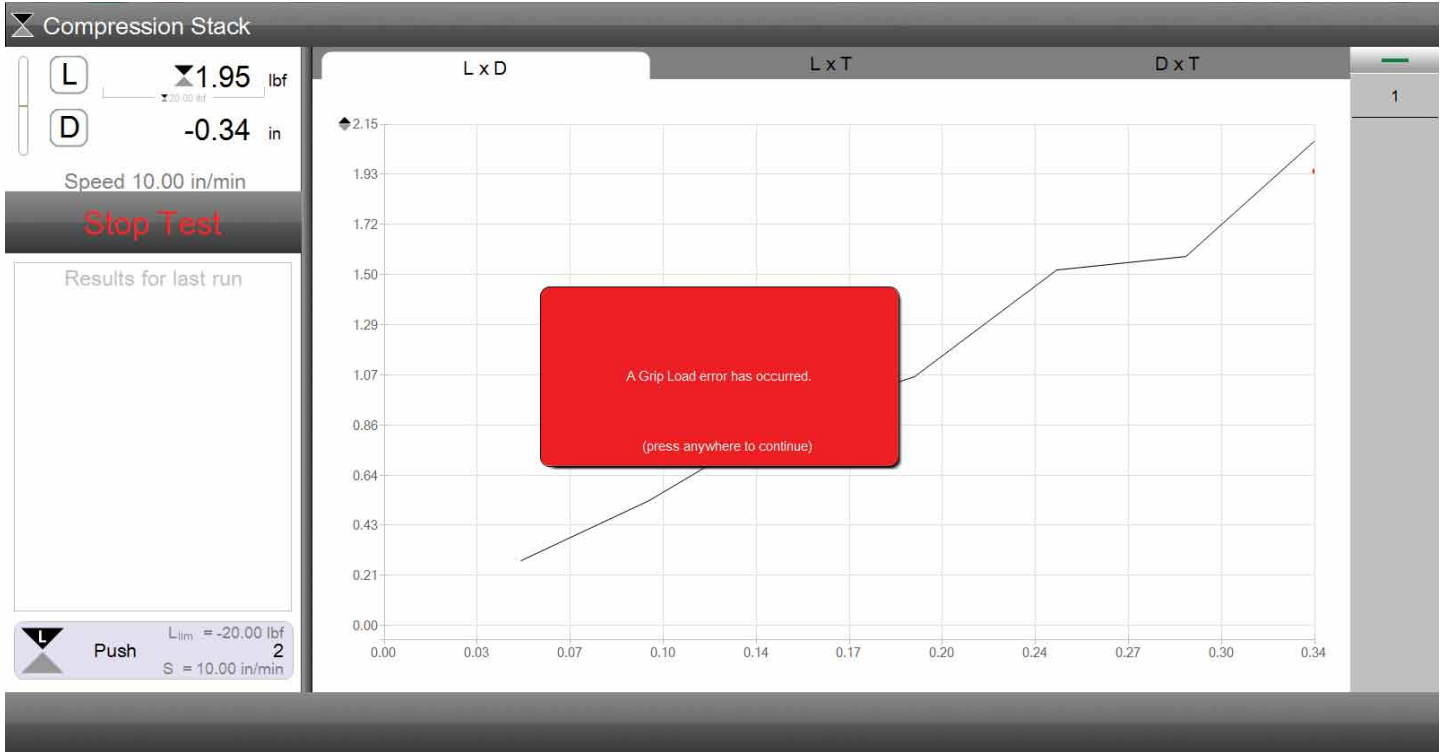 Compression Stack
L 1.95 lbf
20.00 lbf
D -0.34 in
Speed 10.00 in/min
Stop Test
Results for last run
L Push
Llim = -20.00 lbf
2
S = 10.00 in/min
L x D
L x T
D x T
1
2.15
1.93
1.72
1.50
1.29
1.07
0.86
0.64
0.43
0.21
0.00
0.00 0.03 0.07 0.10 0.14 0.17 0.20 0.24 0.27 0.30 0.34
A Grip Load error has occurred.
(press anywhere to continue)